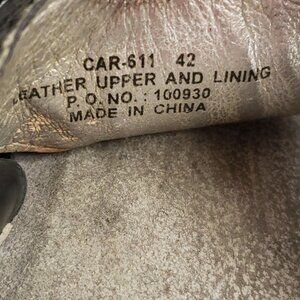 CAR-611 42
LEATHER UPPER AND LINING
P.O.NO.: 100930
MADE IN CHINA